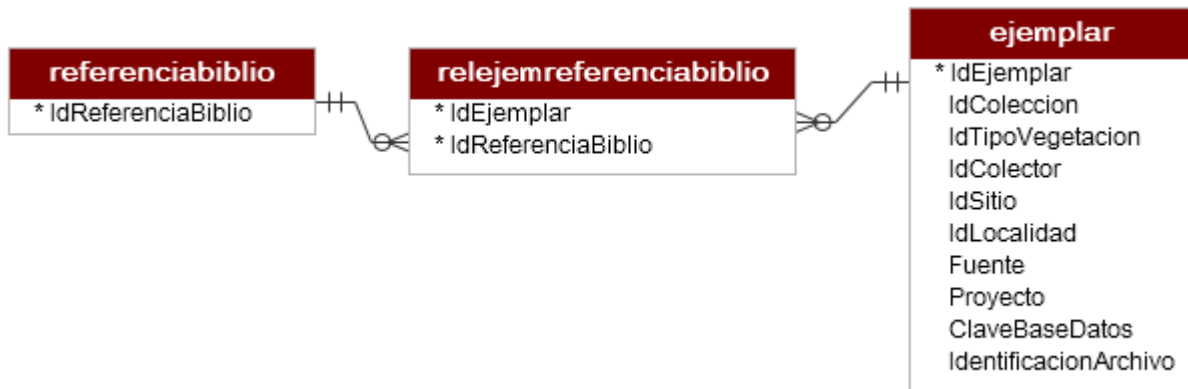 referenciabiblio
* IdReferenciaBiblio
relejemreferenciabiblio
* IdEjemplar
* IdReferenciaBiblio
ejemplar
* IdEjemplar
IdColeccion
IdTipoVegetacion
IdColector
IdSitio
IdLocalidad
Fuente
Proyecto
ClaveBaseDatos
IdentificacionArchivo